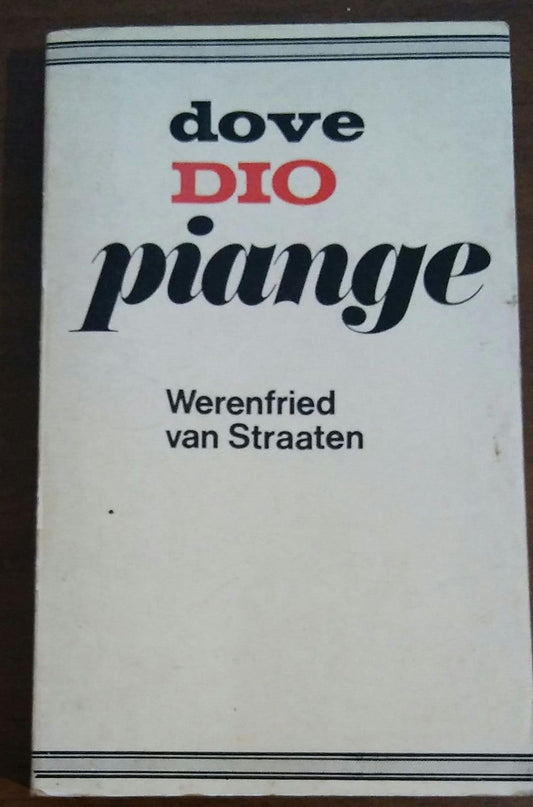 dove
DIO
piange
Werenfried
van Straaten